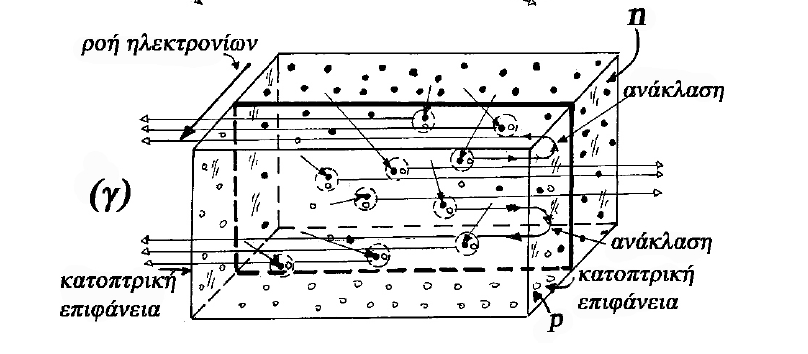 n
ροή ηλεκτρονίων
ανάκλαση
(γ)
ανάκλαση
κατοπτρική
επιφάνεια
κατοπτρική
επιφάνεια
p